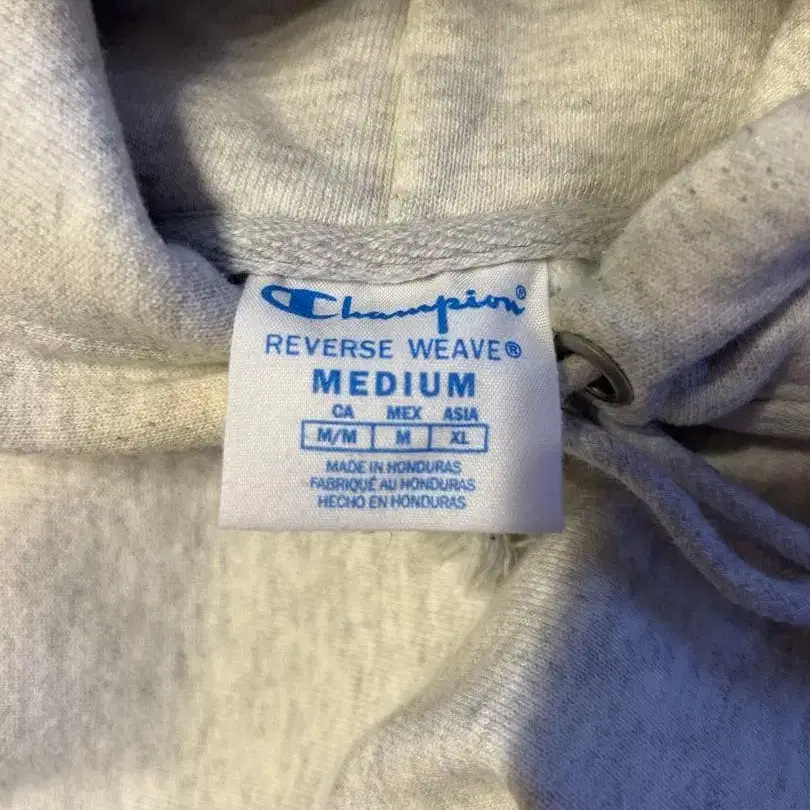 Champion®
REVERSE WEAVE®
MEDIUM
CA MEX ASIA
M/M M XL
MADE IN HONDURAS
FABRIQUÉ AU HONDURAS
HECHO EN HONDURAS